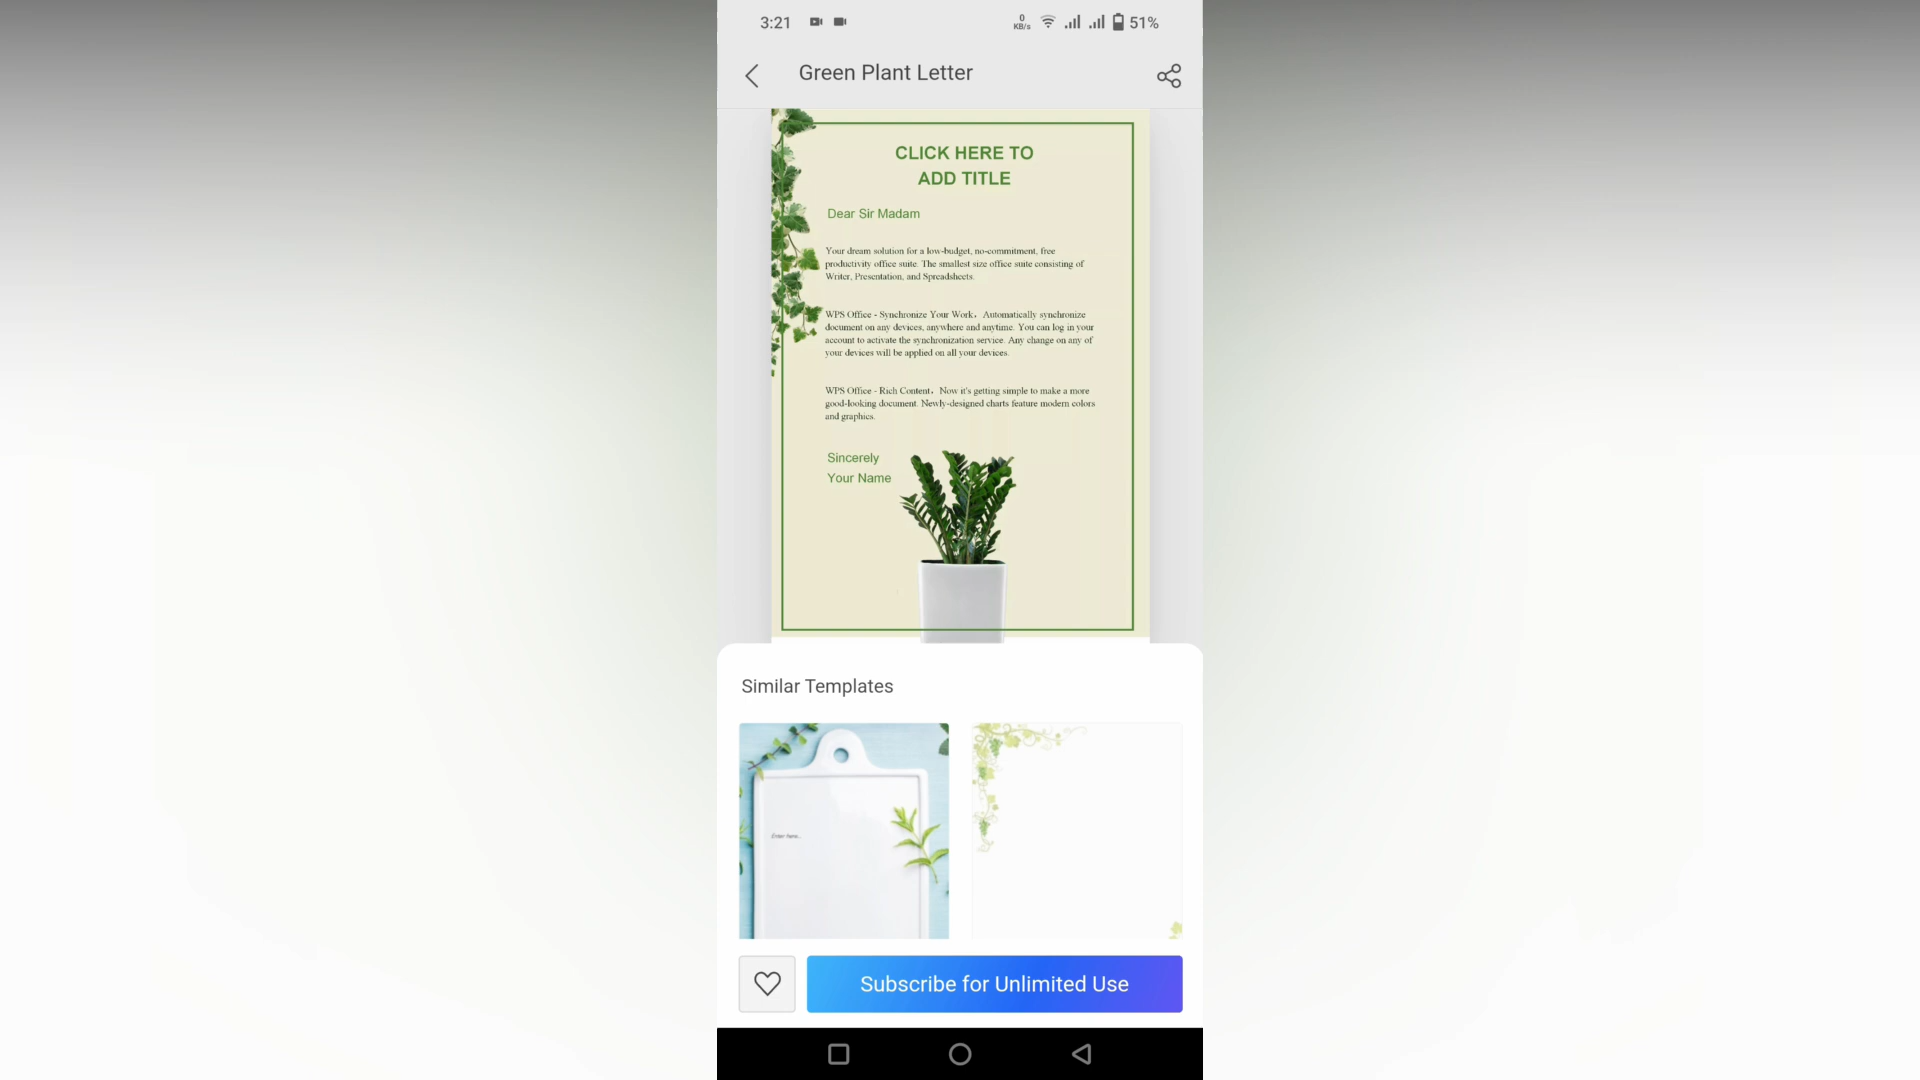 3:21
0
KB/s
51%
Green Plant Letter
CLICK HERE TO
ADD TITLE
Dear Sir Madam
Your dream solution for a low-budget, no-commitment, free
productivity office suite. The smallest size office suite consisting of
Writer, Presentation, and Spreadsheets.
WPS Office - Synchronize Your Work，Automatically synchronize
document on any devices, anywhere and anytime. You can log in your
account to activate the synchronization service. Any change on any of
your devices will be applied on all your devices.
WPS Office - Rich Content，Now it's getting simple to make a more
good-looking document. Newly-designed charts feature modern colors
and graphics.
Sincerely
Your Name
Similar Templates
Enter here...
Subscribe for Unlimited Use